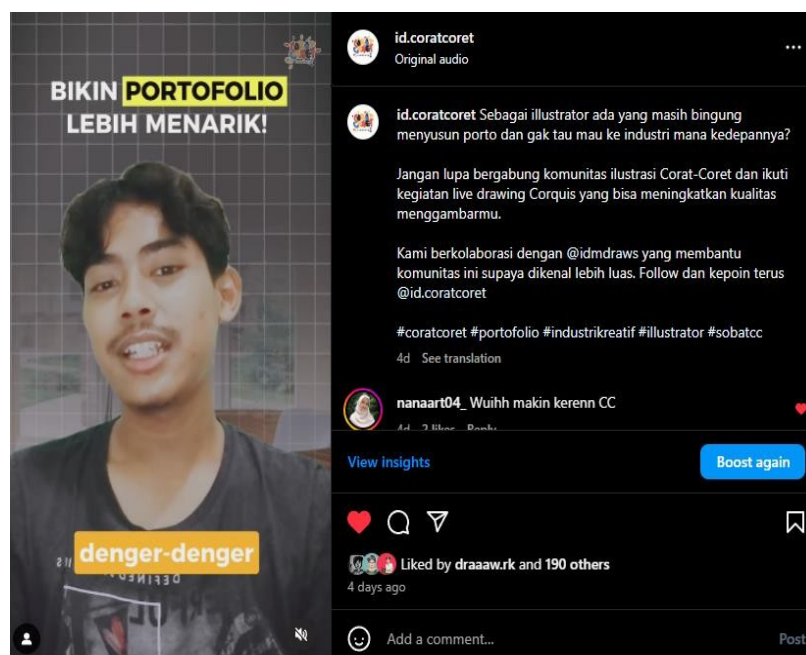 BIKIN PORTOFOLIO
LEBIH MENARIK!
denger-denger
id.coratcoret
Original audio
id.coratcoret Sebagai illustrator ada yang masih bingung
menyusun porto dan gak tau mau ke industri mana kedepannya?
Jangan lupa bergabung komunitas ilustrasi Corat-Coret dan ikuti
kegiatan live drawing Corquis yang bisa meningkatkan kualitas
menggambarmu.
Kami berkolaborasi dengan @idmdraws yang membantu
komunitas ini supaya dikenal lebih luas. Follow dan kepoin terus
@id.coratcoret
#coratcoret #portofolio #industrikreatif #illustrator #sobatcc
4d See translation
nanaart04_ Wuihh makin kerenn CC
4d 2 likes Reply
View insights
Boost again
Liked by draaaw.rk and 190 others
4 days ago
Add a comment...
Post